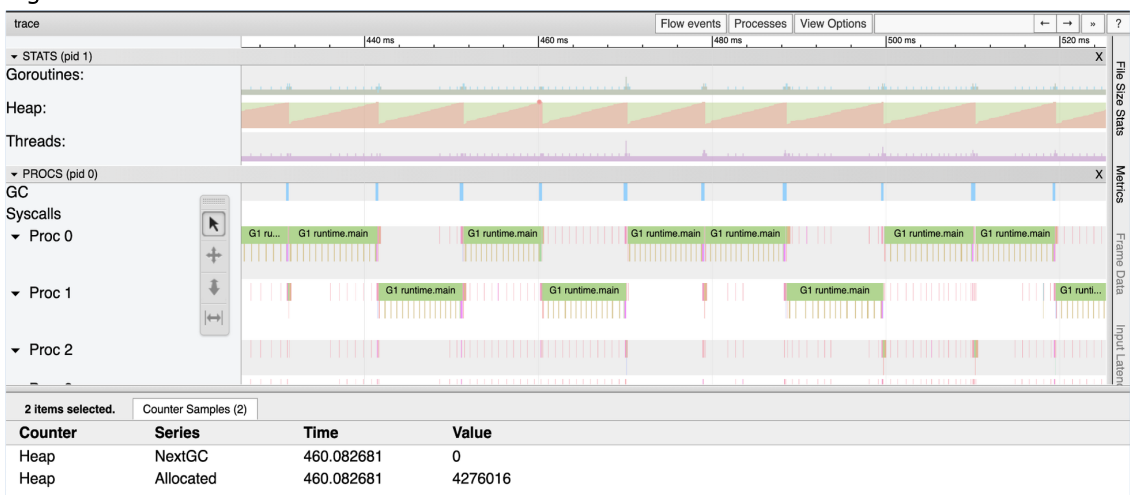 trace Flow events Processes View Options ← → » ?
440 ms 460 ms 480 ms 500 ms 520 ms
STATS (pid 1) X
Goroutines:
Heap:
Threads:
PROCS (pid 0) X
GC
Syscalls
Proc 0 G1 ru... G1 runtime.main G1 runtime.main G1 runtime.main G1 runtime.main G1 runtime.main G1 runtime.main
Proc 1 G1 runtime.main G1 runtime.main G1 runtime.main G1 runti...
Proc 2
File Size Stats
Metrics
Frame Data
2 items selected. Counter Samples (2)
Counter Series Time Value
Heap NextGC 460.082681 0
Heap Allocated 460.082681 4276016